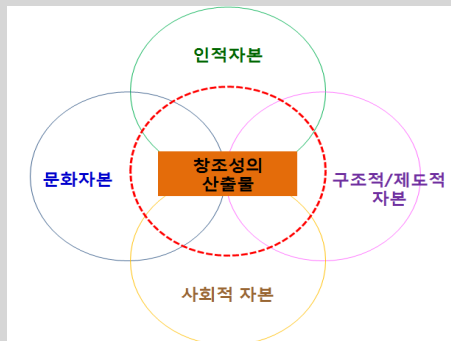 인적자본
창조성의
산출물
문화자본
구조적/제도적
자본
사회적 자본